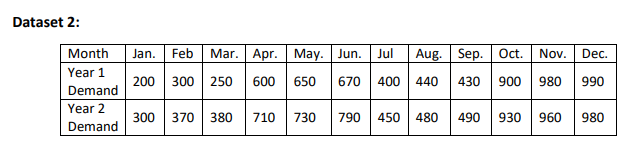 Dataset 2:
Month Jan. Feb Mar. Apr. May. Jun. Jul Aug. Sep. Oct. Nov. Dec.
Year 1 Demand 200 300 250 600 650 670 400 440 430 900 980 990
Year 2 Demand 300 370 380 710 730 790 450 480 490 930 960 980